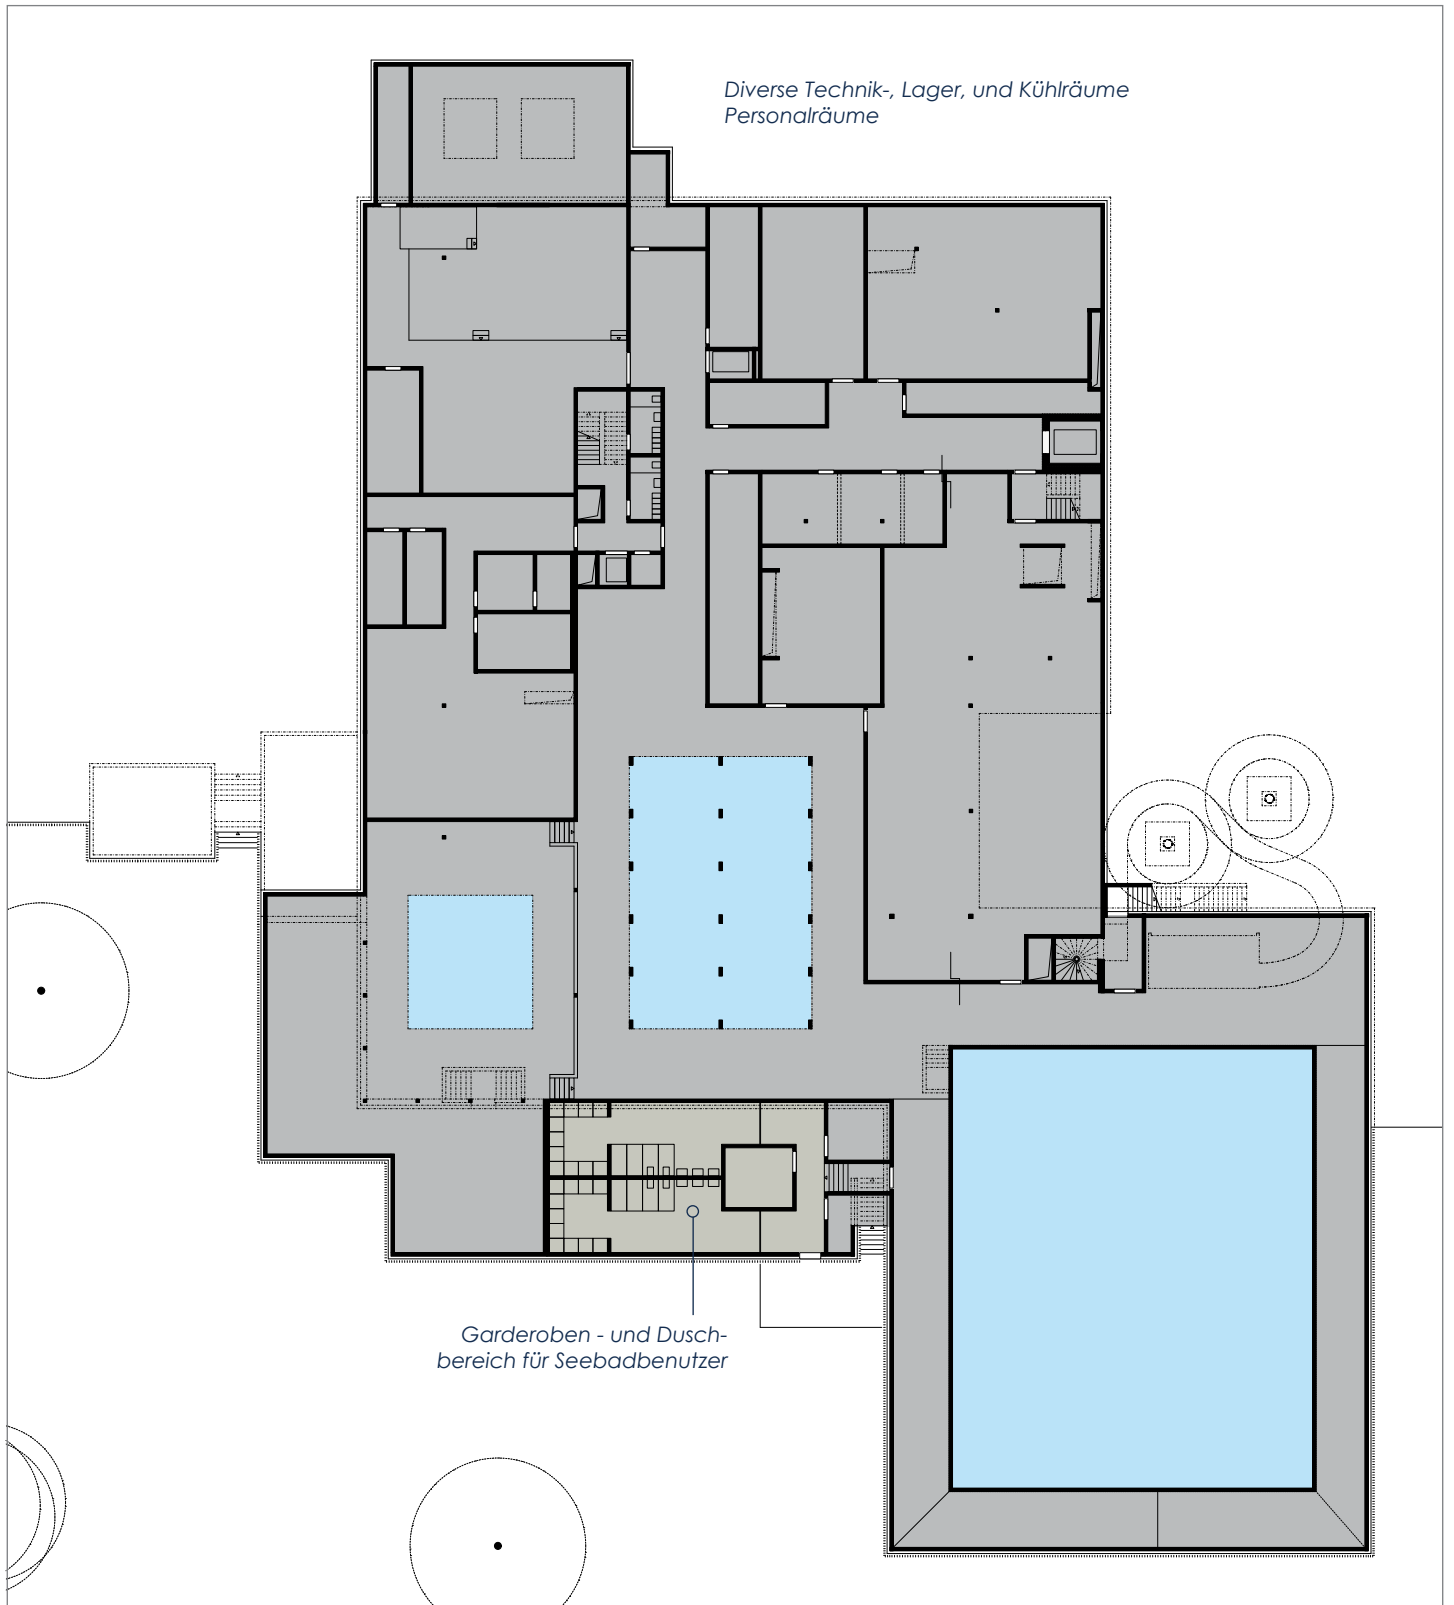 Diverse Technik-, Lager, und Kühlräume
Personalräume
Garderoben - und Dusch-
bereich für Seebadbenutzer